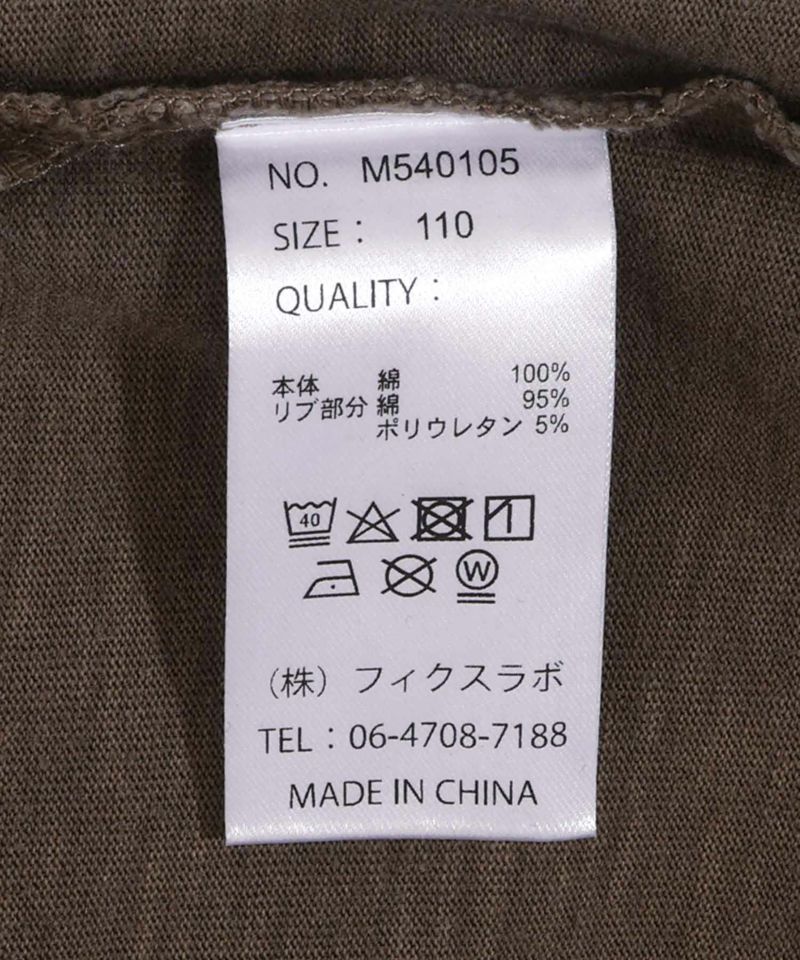 NO. M540105
SIZE： 110
QUALITY：
本体 綿 100%
リブ部分 綿 95%
ポリウレタン 5%
40
W
（株）フィクスラボ
TEL：06-4708-7188
MADE IN CHINA